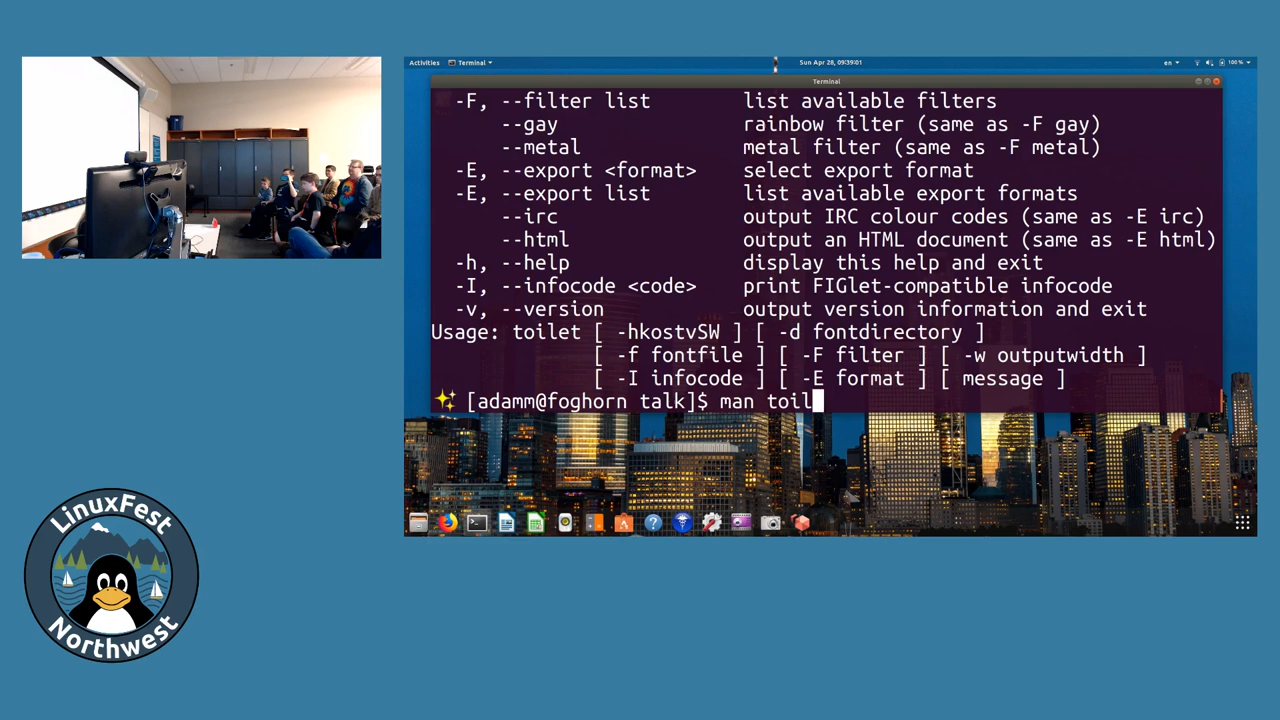 Activities Terminal Sun Apr 28, 09:39:01 en 100%
Terminal
-F, --filter list list available filters
--gay rainbow filter (same as -F gay)
--metal metal filter (same as -F metal)
-E, --export <format> select export format
-E, --export list list available export formats
--irc output IRC colour codes (same as -E irc)
--html output an HTML document (same as -E html)
-h, --help display this help and exit
-I, --infocode <code> print FIGlet-compatible infocode
-v, --version output version information and exit
Usage: toilet [ -hkostvSW ] [ -d fontdirectory ]
[ -f fontfile ] [ -F filter ] [ -w outputwidth ]
[ -I infocode ] [ -E format ] [ message ]
✨ [adamm@foghorn talk]$ man toil
LinuxFest
Northwest